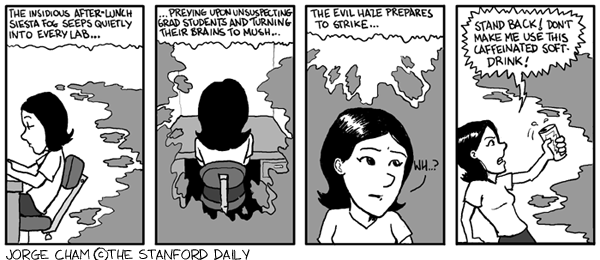 THE INSIDIOUS AFTER-LUNCH
SIESTA FOG SEEPS QUIETLY
INTO EVERY LAB...
...PREYING UPON UNSUSPECTING
GRAD STUDENTS AND TURNING
THEIR BRAINS TO MUSH...
THE EVIL HAZE PREPARES
TO STRIKE...
WH..?
STAND BACK! DON'T
MAKE ME USE THIS
CAFFEINATED SOFT-
DRINK!
JORGE CHAM ©THE STANFORD DAILY